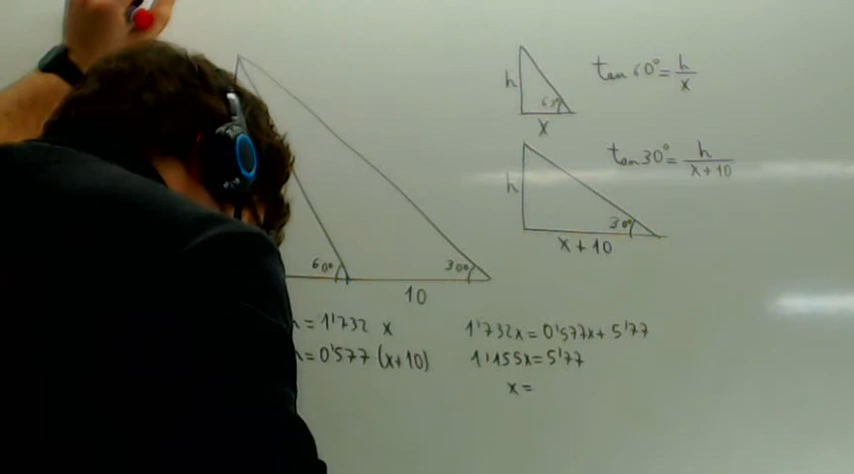 h
60°
x
tan 60° = h/x
h
30°
x + 10
tan 30° = h/x+10
60°
30°
10
h = 1'732 x
h = 0'577 (x+10)
1'732x = 0'577x + 5'77
1'155x = 5'77
x =